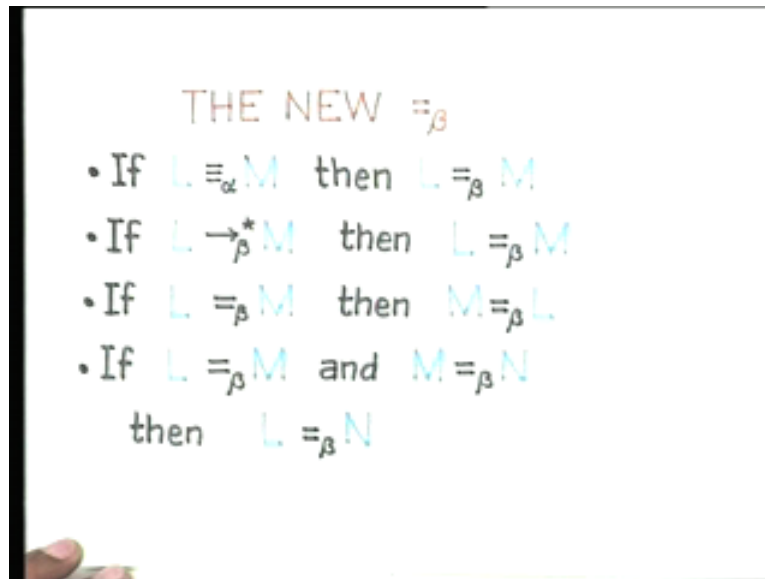 THE NEW =β
• If L ≡α M then L =β M
• If L →β* M then L =β M
• If L =β M then M =β L
• If L =β M and M =β N
then L =β N